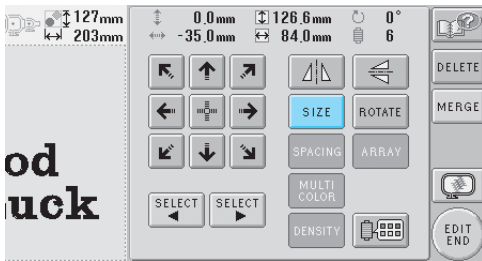 127mm 0.0mm 126.6mm 0°
203mm -35.0mm 84.0mm 6
DELETE
SIZE ROTATE MERGE
SPACING ARRAY
od
MULTI
COLOR
uck SELECT SELECT
DENSITY EDIT
END